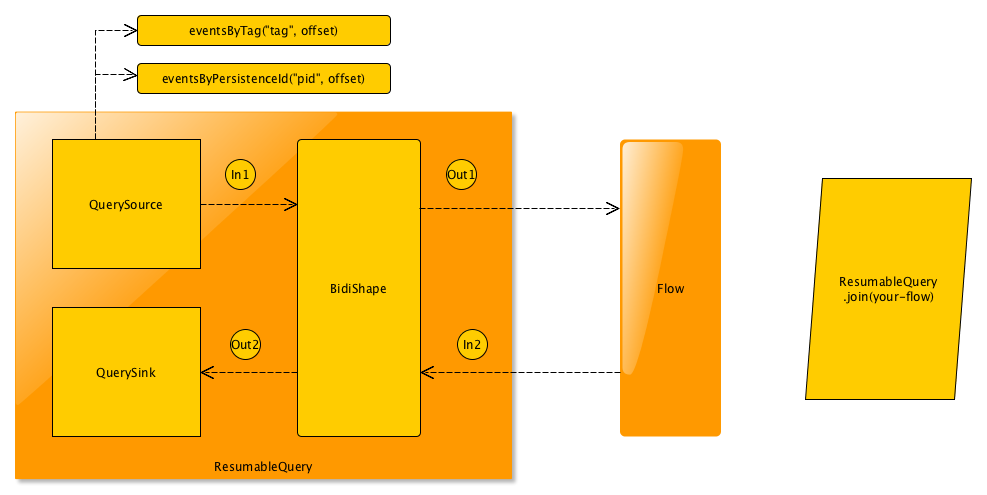 eventsByTag("tag", offset)
eventsByPersistenceId("pid", offset)
In1
Out1
QuerySource
BidiShape
Flow
ResumableQuery
.join(your-flow)
Out2
In2
QuerySink
ResumableQuery